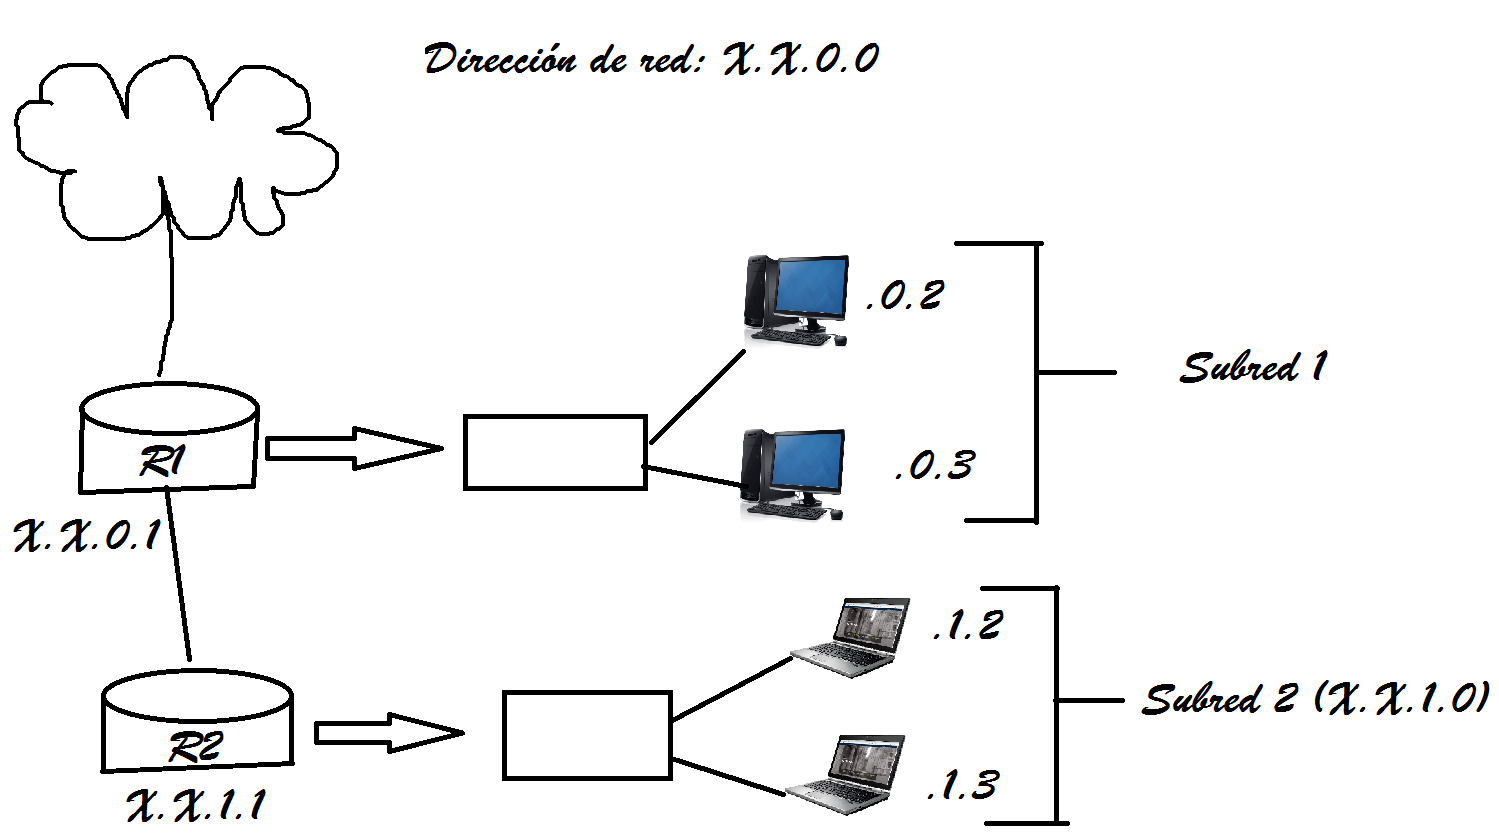 Dirección de red: X.X.0.0
.0.2
Subred 1
R1
.0.3
X.X.0.1
.1.2
Subred 2 (X.X.1.0)
R2
.1.3
X.X.1.1